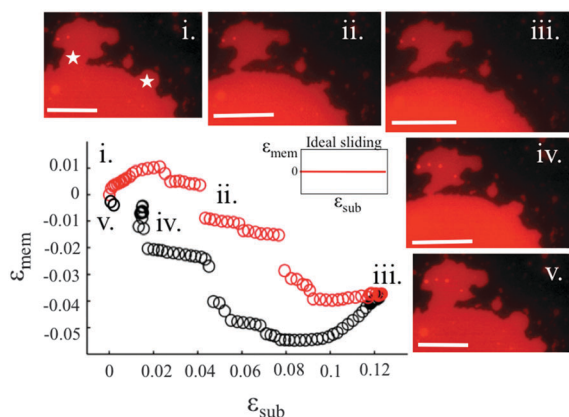 i.
ii.
iii.
iv.
v.
Ideal sliding
εmem
0
εsub
0.01
0
-0.01
-0.02
-0.03
-0.04
-0.05
εmem
i.
ii.
iii.
iv.
v.
0
0.02
0.04
0.06
0.08
0.10
0.12
εsub